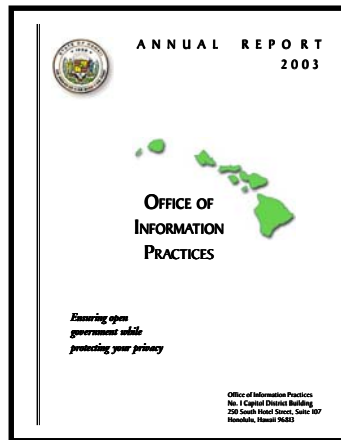 ANNUAL REPORT
2003
OFFICE OF
INFORMATION
PRACTICES
Ensuring open
government while
protecting your privacy
Office of Information Practices
No. 1 Capitol District Building
250 South Hotel Street, Suite 107
Honolulu, Hawaii 96813